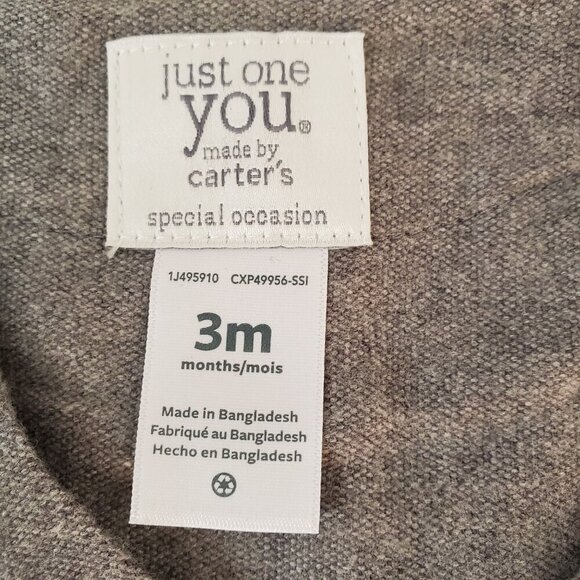 just one
you®
made by
carter's
special occasion
1J495910 CXP49956-SSI
3m
months/mois
Made in Bangladesh
Fabriqué au Bangladesh
Hecho en Bangladesh